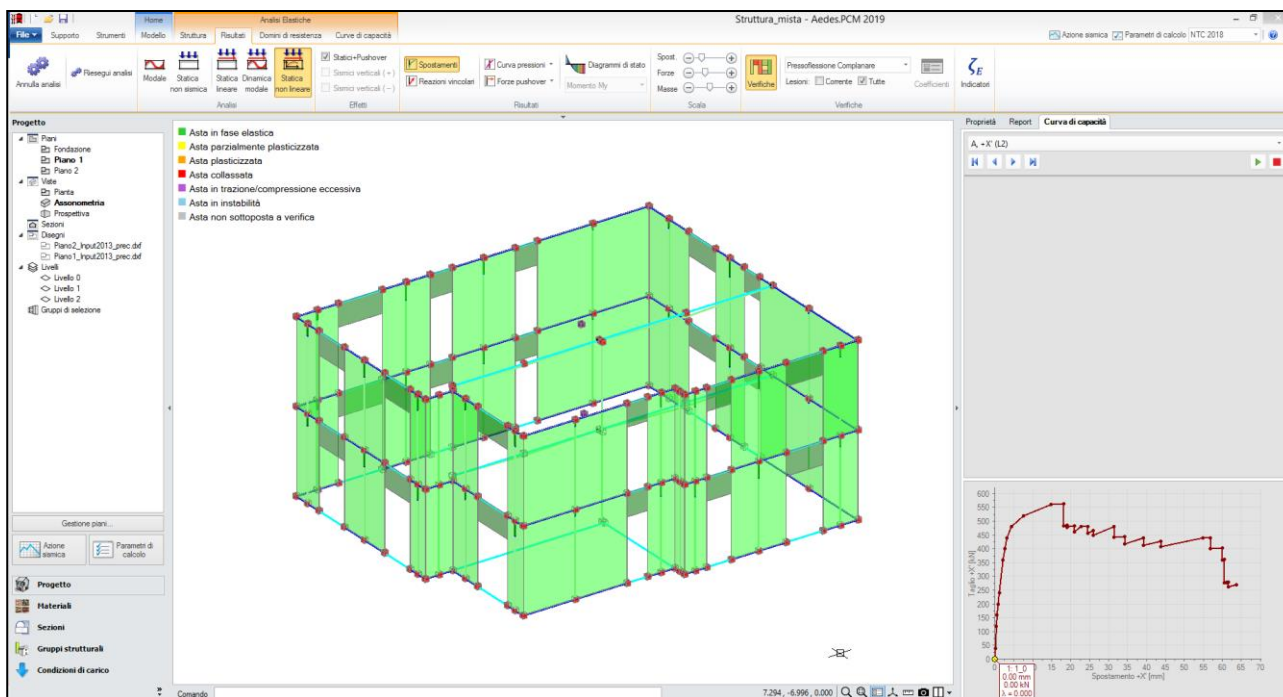 Struttura_mista - Aedes.PCM 2019
Home
Analisi Elastiche
File
Supporto
Strumenti
Modello
Struttura
Risultati
Domini di resistenza
Curve di capacità
Azione sismica
Parametri di calcolo
NTC 2018
Annulla analisi
Riesegui analisi
Modale
Statica non sismica
Statica lineare
Dinamica modale
Statica non lineare
Analisi
Statici+Pushover
Sismici verticali (+)
Sismici verticali (−)
Effetti
Spostamenti
Reazioni vincolari
Curva pressioni
Forze pushover
Diagrammi di stato
Momento My
Risultati
Spost.
Forze
Masse
Scala
Verifiche
Pressoflessione Complanare
Lesioni:
Corrente
Tutte
Coefficienti
Verifiche
ζE
Indicatori
Progetto
Piani
Fondazione
Piano 1
Piano 2
Viste
Pianta
Assonometria
Prospettiva
Sezioni
Disegni
Piano2_Input2013_prec.dxf
Piano1_Input2013_prec.dxf
Livelli
Livello 0
Livello 1
Livello 2
Gruppi di selezione
Gestione piani...
Azione sismica
Parametri di calcolo
Progetto
Materiali
Sezioni
Gruppi strutturali
Condizioni di carico
Asta in fase elastica
Asta parzialmente plasticizzata
Asta plasticizzata
Asta collassata
Asta in trazione/compressione eccessiva
Asta in instabilità
Asta non sottoposta a verifica
Comando
7.294 , -6.996, 0.000
Proprietà
Report
Curva di capacità
A, +X' (L2)
600
550
500
450
400
350
300
250
200
150
100
50
0
Taglio +X' [kN]
5 10 15 20 25 30 35 40 45 50 55 60 65 70
Spostamento +X' [mm]
1: 1_0
0.00 mm
0.00 kN
λ = 0.000